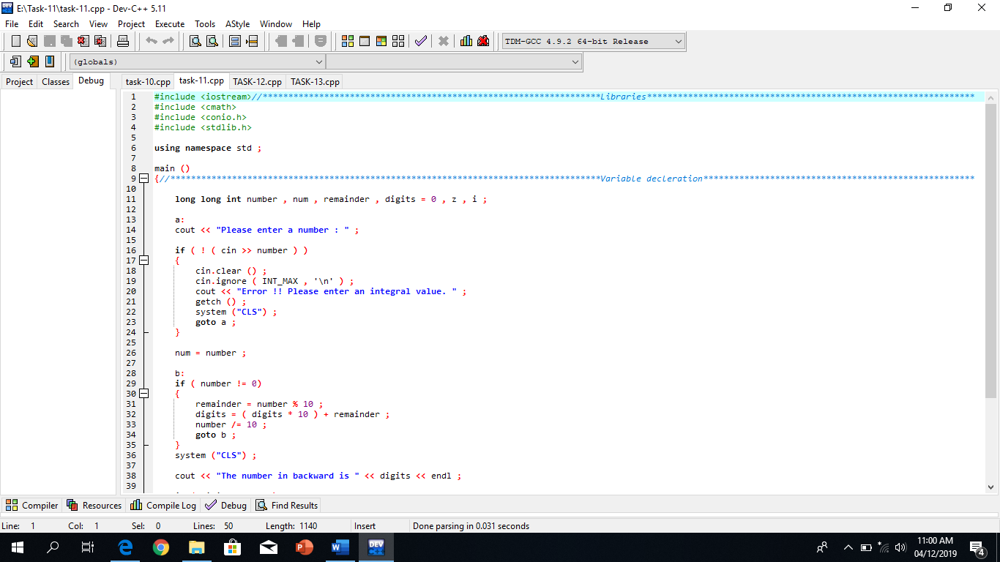 E:\Task-11\task-11.cpp - Dev-C++ 5.11
File Edit Search View Project Execute Tools AStyle Window Help
TDM-GCC 4.9.2 64-bit Release
(globals)
Project Classes Debug
task-10.cpp task-11.cpp TASK-12.cpp TASK-13.cpp
1 #include <iostream>//******************************************************************Libraries****************************************************************
2 #include <cmath>
3 #include <conio.h>
4 #include <stdlib.h>
5
6 using namespace std ;
7
8 main ()
9 {//************************************************************************************Variable decleration*****************************************************
10
11 long long int number , num , remainder , digits = 0 , z , i ;
12
13 a:
14 cout << "Please enter a number : " ;
15
16 if ( ! ( cin >> number ) )
17 {
18 cin.clear () ;
19 cin.ignore ( INT_MAX , '\n' ) ;
20 cout << "Error !! Please enter an integral value. " ;
21 getch () ;
22 system ("CLS") ;
23 goto a ;
24 }
25
26 num = number ;
27
28 b:
29 if ( number != 0)
30 {
31 remainder = number % 10 ;
32 digits = ( digits * 10 ) + remainder ;
33 number /= 10 ;
34 goto b ;
35 }
36 system ("CLS") ;
37
38 cout << "The number in backward is " << digits << endl ;
39
Compiler Resources Compile Log Debug Find Results
Line: 1 Col: 1 Sel: 0 Lines: 50 Length: 1140 Insert Done parsing in 0.031 seconds
11:00 AM
04/12/2019
4